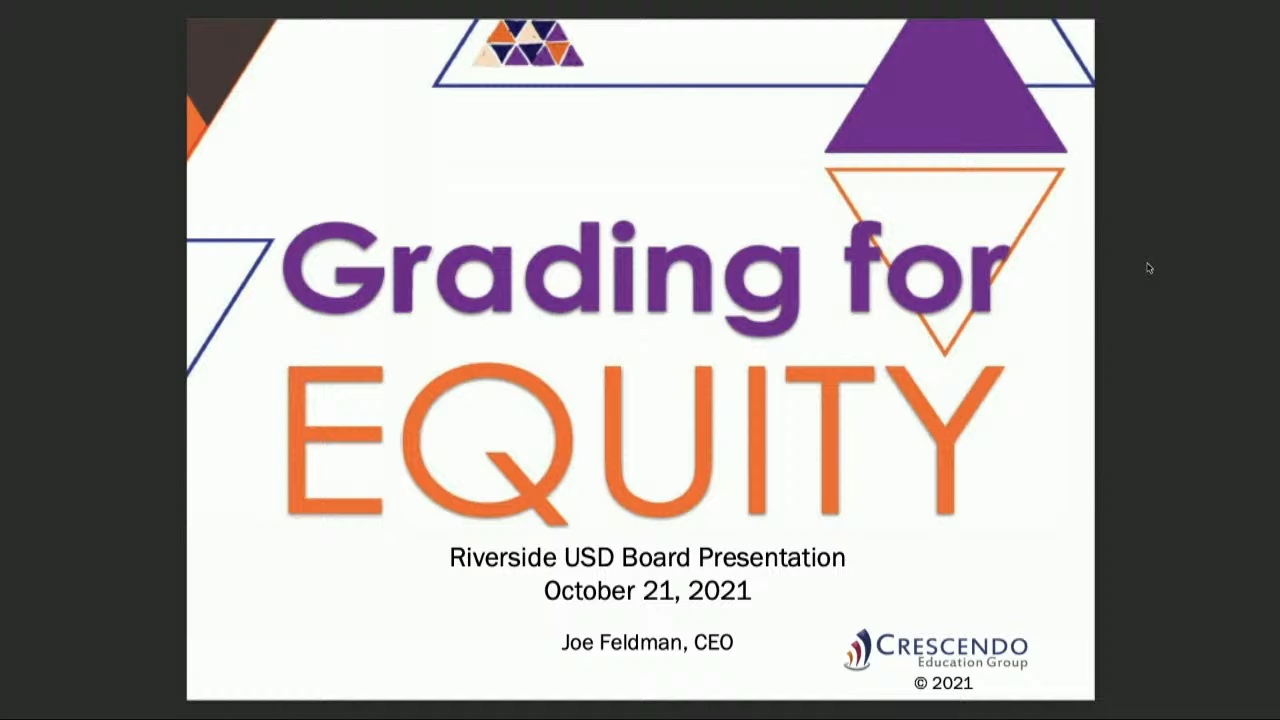 Grading for
EQUITY
Riverside USD Board Presentation
October 21, 2021
Joe Feldman, CEO
CRESCENDO
Education Group
© 2021